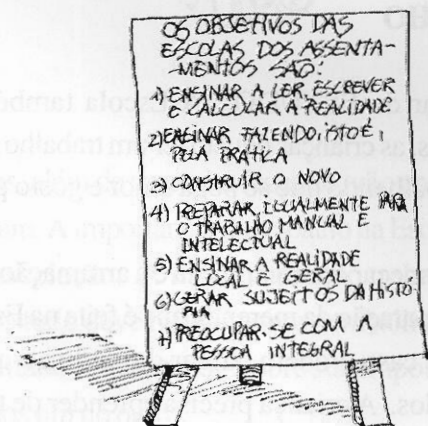 OS OBJETIVOS DAS
ESCOLAS DOS ASSENTA-
MENTOS SÃO:
1) ENSINAR A LER, ESCREVER
E CALCULAR A REALIDADE
2) ENSINAR FAZENDO, ISTO É,
PELA PRÁTICA
3) CONSTRUIR O NOVO
4) PREPARAR IGUALMENTE PARA
O TRABALHO MANUAL E
INTELECTUAL
5) ENSINAR A REALIDADE
LOCAL E GERAL
6) GERAR SUJEITOS DA HISTÓ
RIA
7) PREOCUPAR-SE COM A
PESSOA INTEGRAL